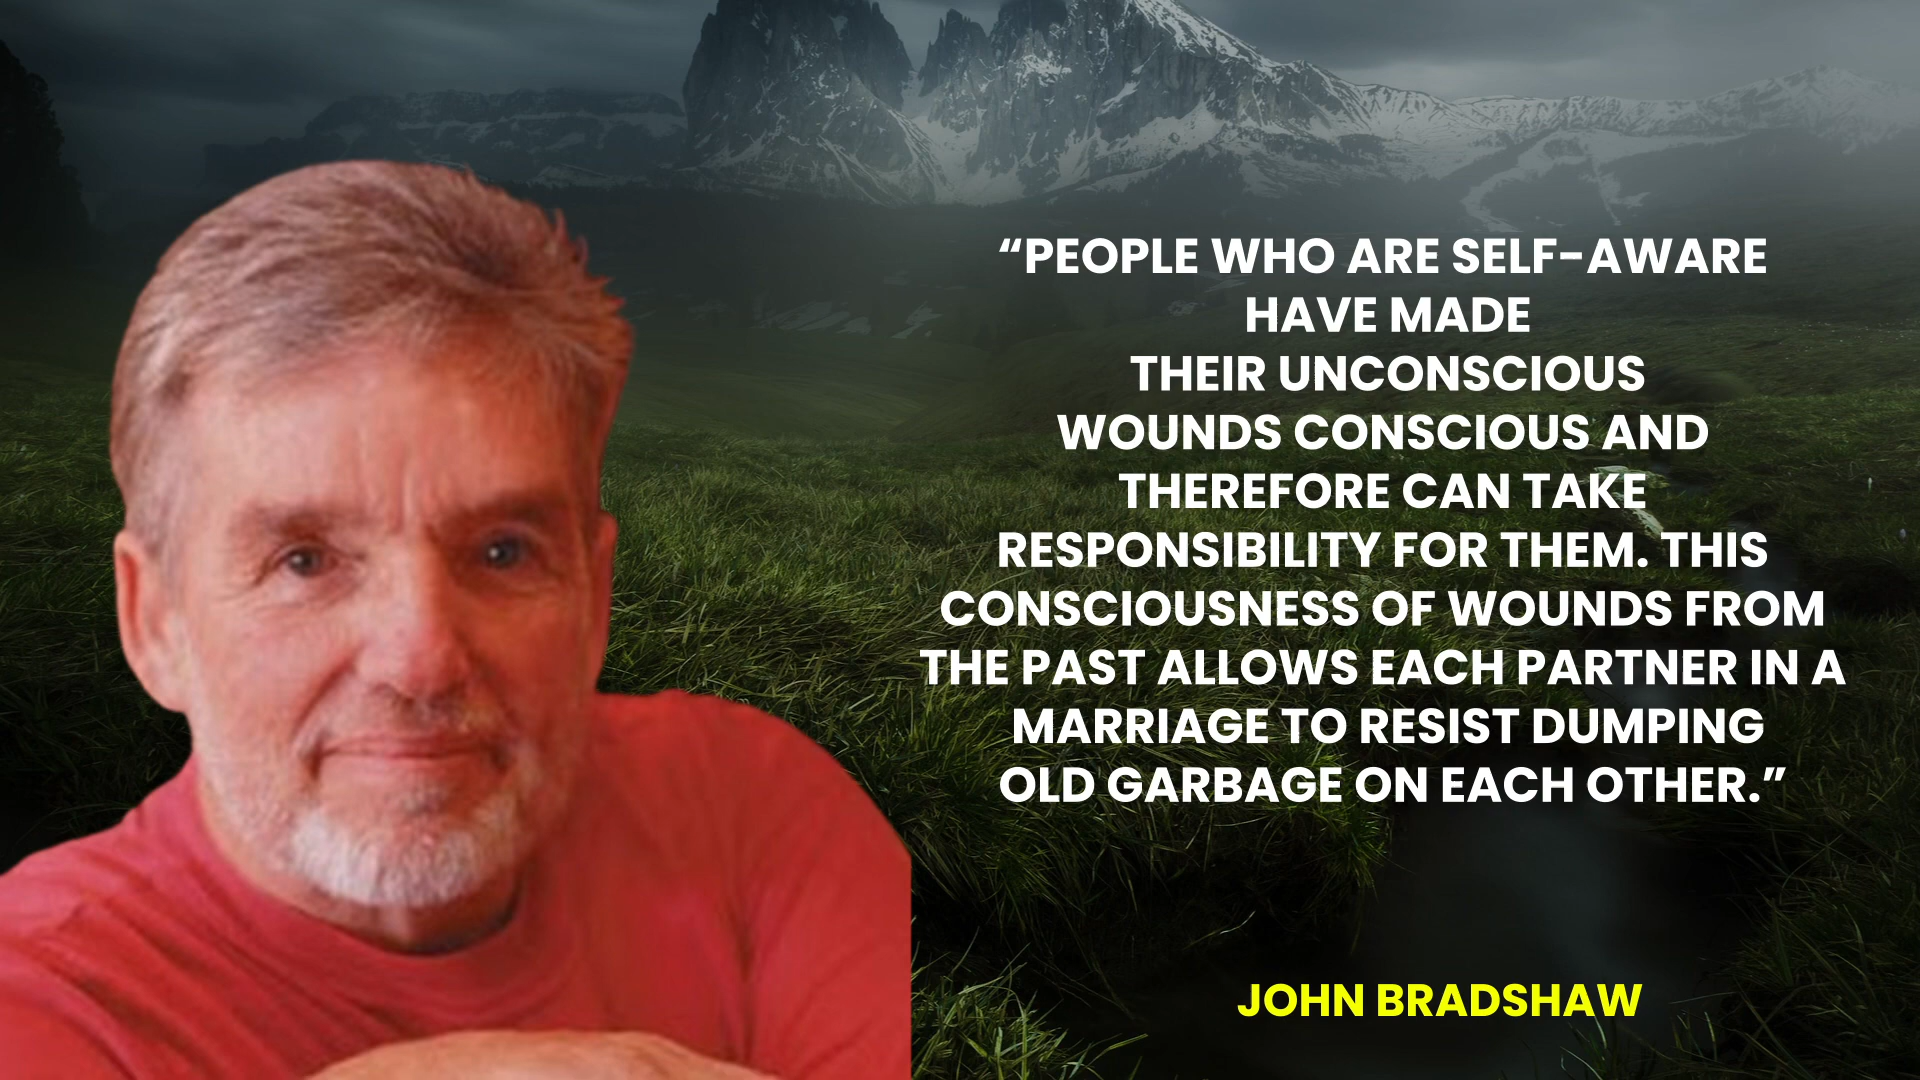 “PEOPLE WHO ARE SELF-AWARE
HAVE MADE
THEIR UNCONSCIOUS
WOUNDS CONSCIOUS AND
THEREFORE CAN TAKE
RESPONSIBILITY FOR THEM. THIS
CONSCIOUSNESS OF WOUNDS FROM
THE PAST ALLOWS EACH PARTNER IN A
MARRIAGE TO RESIST DUMPING
OLD GARBAGE ON EACH OTHER.”
JOHN BRADSHAW